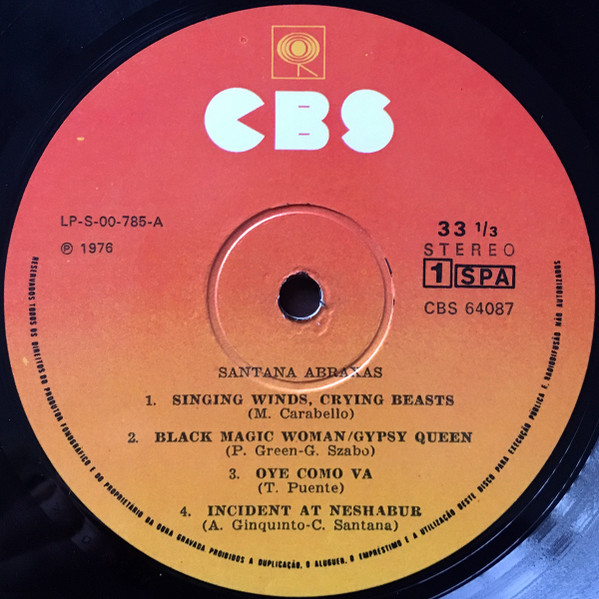 CBS
LP-S-00-785-A
℗ 1976
33 1/3
STEREO
1 SPA
CBS 64087
SANTANA ABRAXAS
1. SINGING WINDS, CRYING BEASTS
(M. Carabello)
2. BLACK MAGIC WOMAN/GYPSY QUEEN
(P. Green-G. Szabo)
3. OYE COMO VA
(T. Puente)
4. INCIDENT AT NESHABUR
(A. Ginquinto-C. Santana)
RESERVADOS TODOS OS DIREITOS DO PRODUTOR FONOGRÁFICO E DO PROPRIETÁRIO DA OBRA GRAVADA PROIBIDOS A DUPLICAÇÃO, O ALUGUER, O EMPRÉSTIMO E A UTILIZAÇÃO DESTE DISCO PARA EXECUÇÃO PÚBLICA E RADIODIFUSÃO NÃO AUTORIZADOS